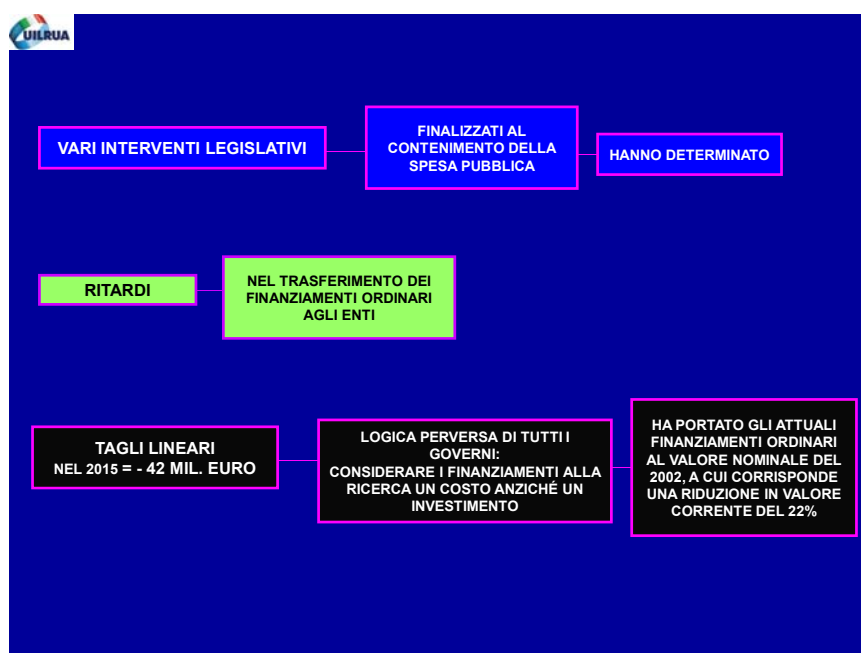 UILRUA
VARI INTERVENTI LEGISLATIVI
FINALIZZATI AL
CONTENIMENTO DELLA
SPESA PUBBLICA
HANNO DETERMINATO
RITARDI
NEL TRASFERIMENTO DEI
FINANZIAMENTI ORDINARI
AGLI ENTI
TAGLI LINEARI
NEL 2015 = - 42 MIL. EURO
LOGICA PERVERSA DI TUTTI I
GOVERNI:
CONSIDERARE I FINANZIAMENTI ALLA
RICERCA UN COSTO ANZICHÉ UN
INVESTIMENTO
HA PORTATO GLI ATTUALI
FINANZIAMENTI ORDINARI
AL VALORE NOMINALE DEL
2002, A CUI CORRISPONDE
UNA RIDUZIONE IN VALORE
CORRENTE DEL 22%